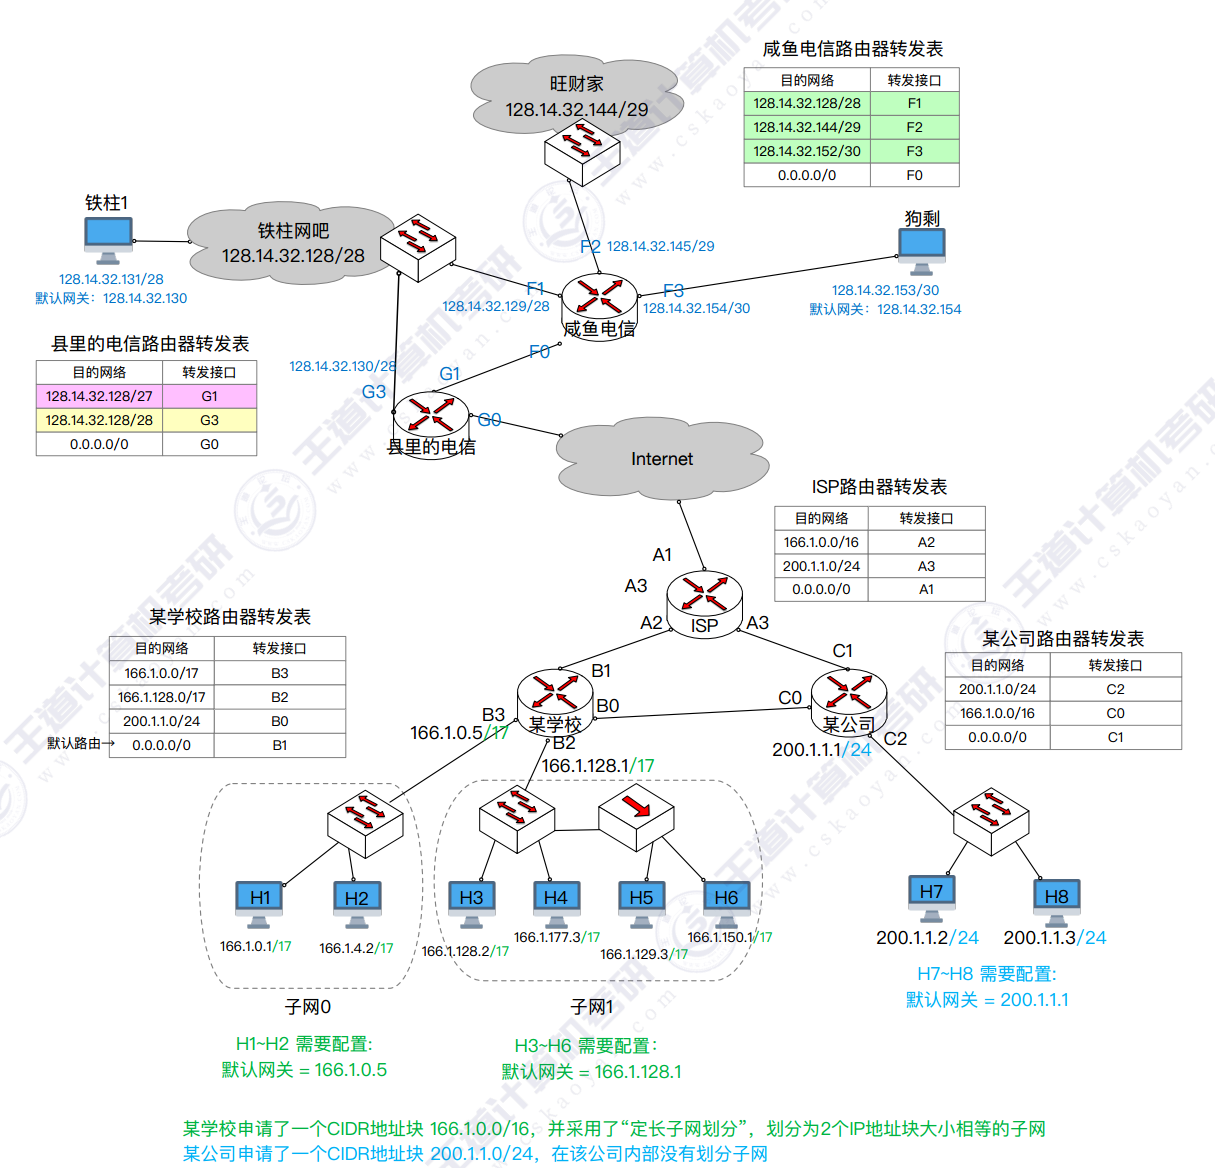 咸鱼电信路由器转发表
目的网络 转发接口
128.14.32.128/28 F1
128.14.32.144/29 F2
128.14.32.152/30 F3
0.0.0.0/0 F0
旺财家
128.14.32.144/29
铁柱1
铁柱网吧
128.14.32.128/28
狗剩
F2 128.14.32.145/29
128.14.32.131/28
默认网关：128.14.32.130
F1
128.14.32.129/28
F3
128.14.32.154/30
128.14.32.153/30
默认网关：128.14.32.154
咸鱼电信
县里的电信路由器转发表
目的网络 转发接口
128.14.32.128/27 G1
128.14.32.128/28 G3
0.0.0.0/0 G0
F0
128.14.32.130/28
G1
G3
G0
县里的电信
Internet
ISP路由器转发表
目的网络 转发接口
166.1.0.0/16 A2
200.1.1.0/24 A3
0.0.0.0/0 A1
A1
A3
A2
ISP
A3
某学校路由器转发表
目的网络 转发接口
166.1.0.0/17 B3
166.1.128.0/17 B2
200.1.1.0/24 B0
默认路由→ 0.0.0.0/0 B1
某公司路由器转发表
目的网络 转发接口
200.1.1.0/24 C2
166.1.0.0/16 C0
0.0.0.0/0 C1
C1
B1
C0
B0
B3
某学校
某公司
166.1.0.5/17
B2
C2
200.1.1.1/24
166.1.128.1/17
H1
H2
H3
H4
H5
H6
H7
H8
166.1.0.1/17
166.1.4.2/17
166.1.128.2/17
166.1.177.3/17
166.1.129.3/17
166.1.150.1/17
200.1.1.2/24
200.1.1.3/24
H7~H8 需要配置:
默认网关 = 200.1.1.1
子网0
子网1
H1~H2 需要配置:
默认网关 = 166.1.0.5
H3~H6 需要配置：
默认网关 = 166.1.128.1
某学校申请了一个CIDR地址块 166.1.0.0/16，并采用了“定长子网划分”，划分为2个IP地址块大小相等的子网
某公司申请了一个CIDR地址块 200.1.1.0/24，在该公司内部没有划分子网
王道计算机考研
www.cskaoyan.com